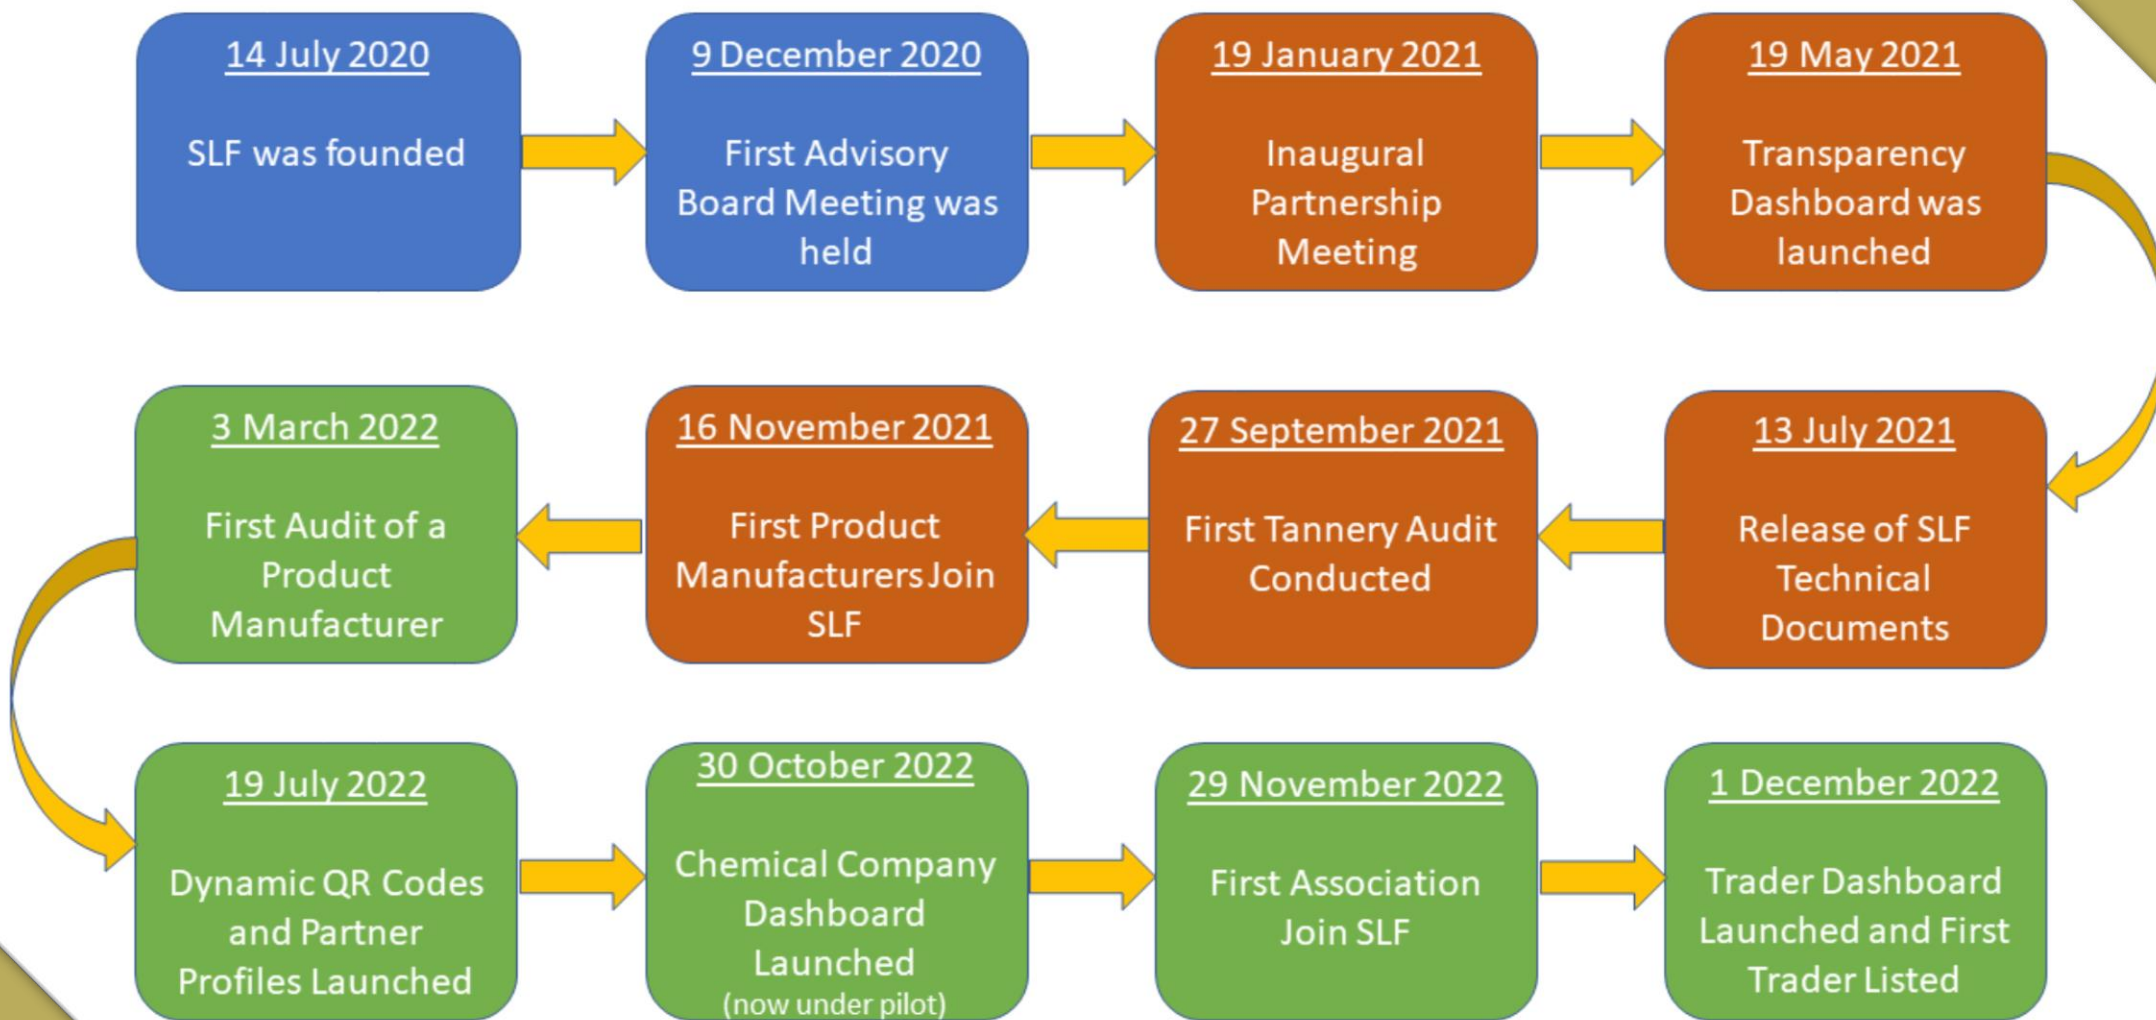 14 July 2020
SLF was founded
9 December 2020
First Advisory
Board Meeting was
held
19 January 2021
Inaugural
Partnership
Meeting
19 May 2021
Transparency
Dashboard was
launched
13 July 2021
Release of SLF
Technical
Documents
27 September 2021
First Tannery Audit
Conducted
16 November 2021
First Product
Manufacturers Join
SLF
3 March 2022
First Audit of a
Product
Manufacturer
19 July 2022
Dynamic QR Codes
and Partner
Profiles Launched
30 October 2022
Chemical Company
Dashboard
Launched
(now under pilot)
29 November 2022
First Association
Join SLF
1 December 2022
Trader Dashboard
Launched and First
Trader Listed